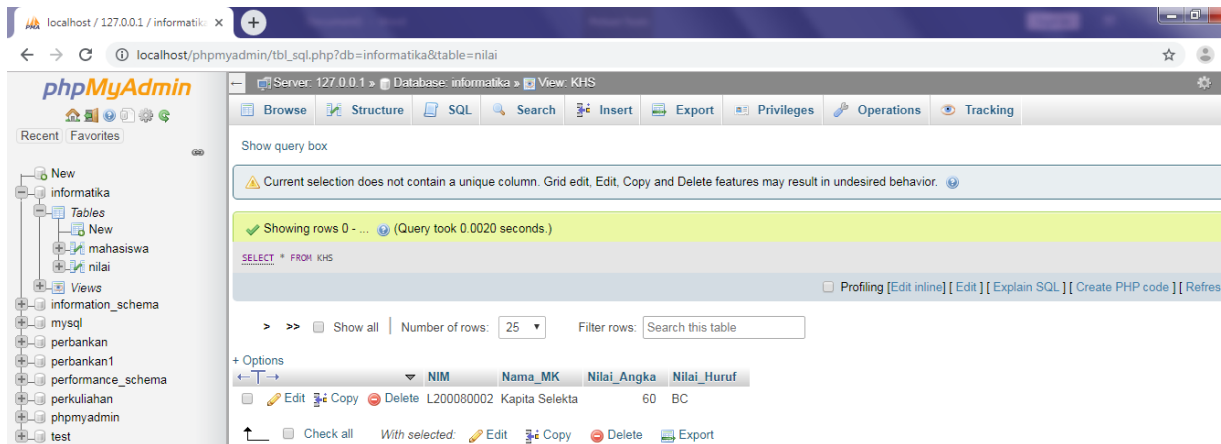 localhost / 127.0.0.1 / informatik
localhost/phpmyadmin/tbl_sql.php?db=informatika&table=nilai
phpMyAdmin
Recent Favorites
New
informatika
Tables
New
mahasiswa
nilai
Views
information_schema
mysql
perbankan
perbankan1
performance_schema
perkuliahan
phpmyadmin
test
Server: 127.0.0.1 » Database: informatika » View: KHS
Browse Structure SQL Search Insert Export Privileges Operations Tracking
Show query box
Current selection does not contain a unique column. Grid edit, Edit, Copy and Delete features may result in undesired behavior.
Showing rows 0 - ... (Query took 0.0020 seconds.)
SELECT * FROM KHS
Profiling [Edit inline] [ Edit ] [ Explain SQL ] [ Create PHP code ] [ Refres
> >> Show all Number of rows: 25 Filter rows: Search this table
+ Options
←T→ NIM Nama_MK Nilai_Angka Nilai_Huruf
Edit Copy Delete L200080002 Kapita Selekta 60 BC
Check all With selected: Edit Copy Delete Export